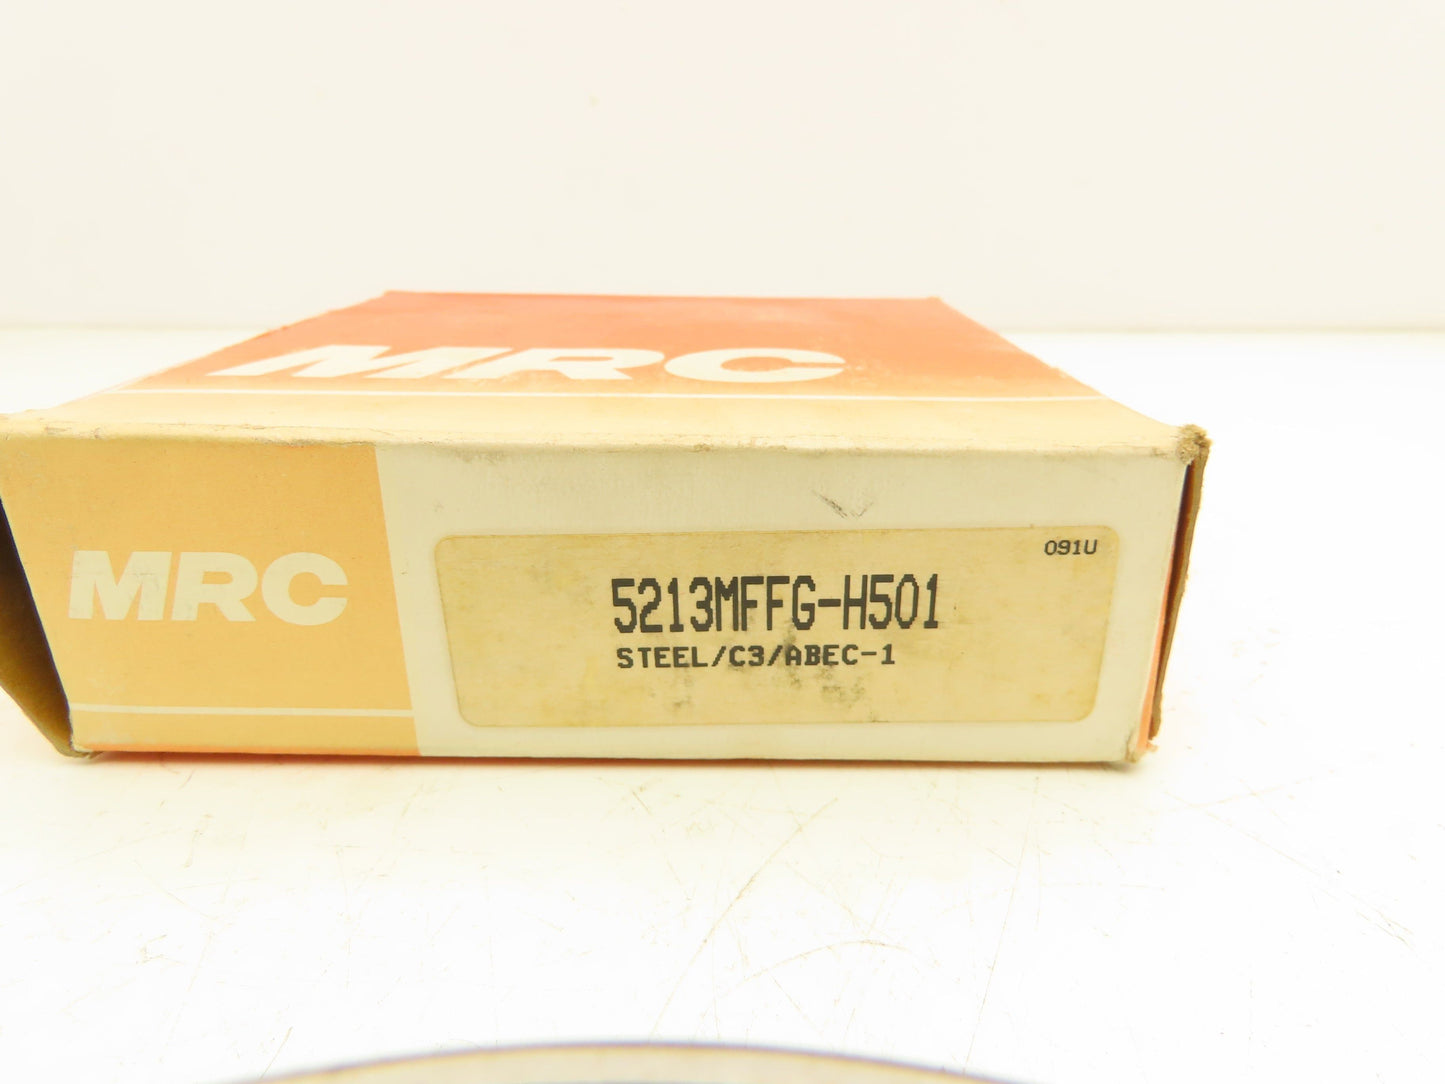 MRC
MRC
091U
5213MFFG-H501
STEEL/C3/ABEC-1